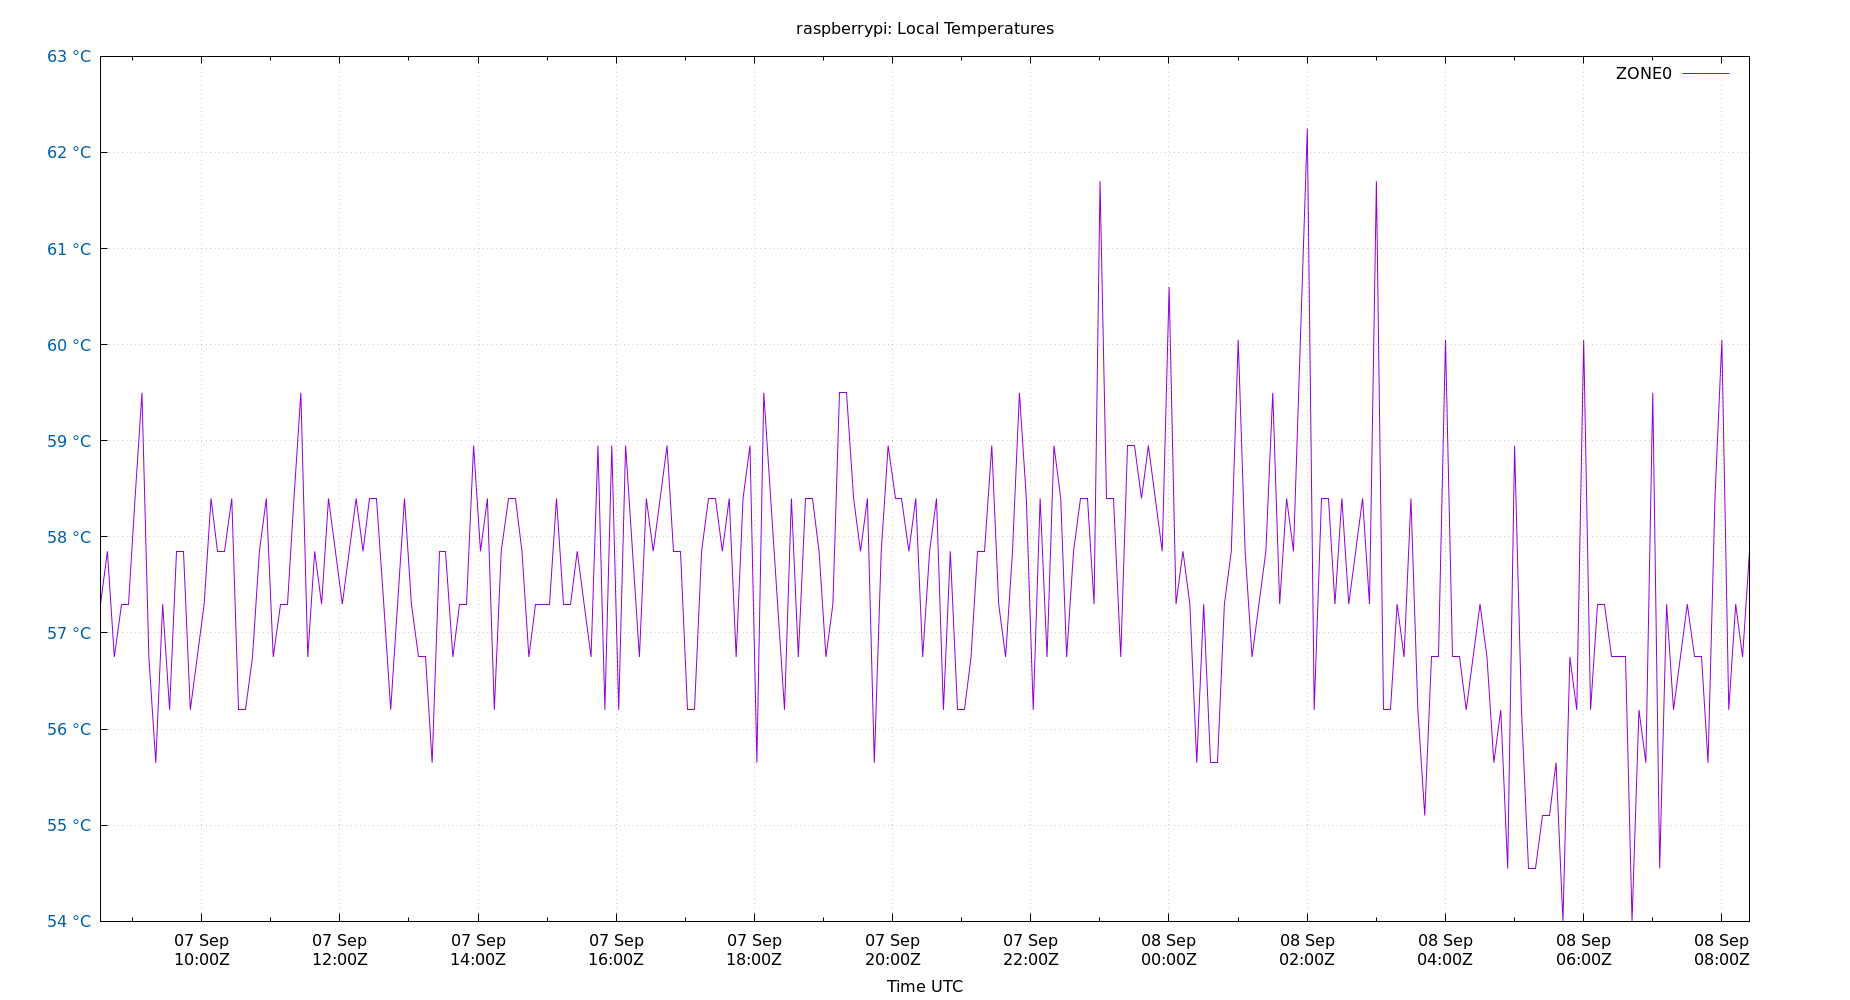 raspberrypi: Local Temperatures
63 °C
ZONE0
62 °C
61 °C
60 °C
59 °C
58 °C
57 °C
56 °C
55 °C
54 °C
07 Sep 07 Sep 07 Sep 07 Sep 07 Sep 07 Sep 07 Sep 08 Sep 08 Sep 08 Sep 08 Sep 08 Sep
10:00Z 12:00Z 14:00Z 16:00Z 18:00Z 20:00Z 22:00Z 00:00Z 02:00Z 04:00Z 06:00Z 08:00Z
Time UTC